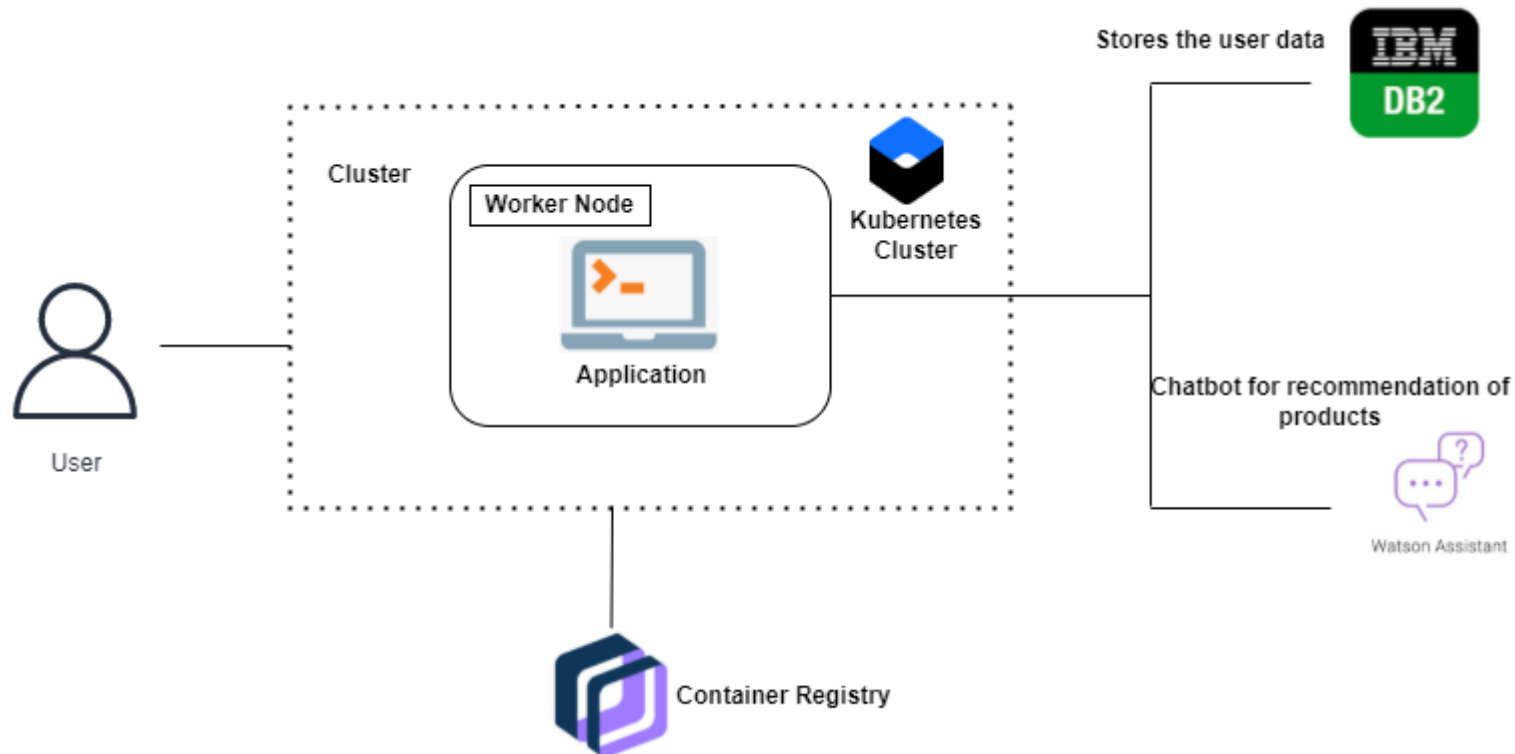 Stores the user data
IBM
DB2
Cluster
Worker Node
Kubernetes
Cluster
Application
User
Chatbot for recommendation of
products
?
Watson Assistant
Container Registry